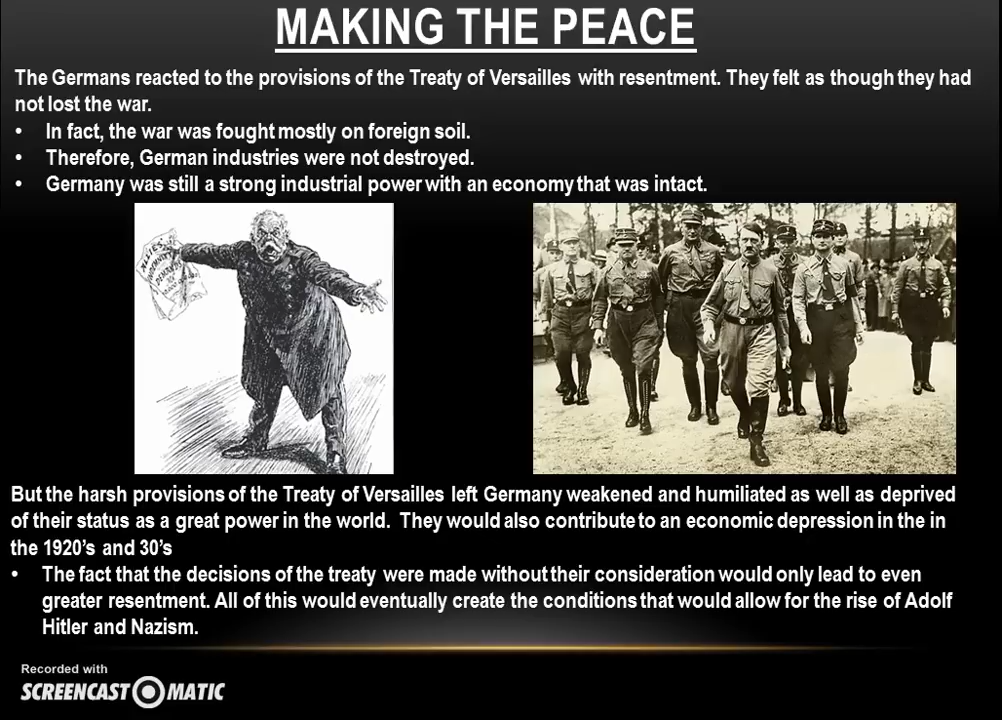 MAKING THE PEACE
The Germans reacted to the provisions of the Treaty of Versailles with resentment. They felt as though they had
not lost the war.
• In fact, the war was fought mostly on foreign soil.
• Therefore, German industries were not destroyed.
• Germany was still a strong industrial power with an economy that was intact.
ALLIES
INDEMNITY
DEMANDS
But the harsh provisions of the Treaty of Versailles left Germany weakened and humiliated as well as deprived
of their status as a great power in the world. They would also contribute to an economic depression in the in
the 1920's and 30's
• The fact that the decisions of the treaty were made without their consideration would only lead to even
greater resentment. All of this would eventually create the conditions that would allow for the rise of Adolf
Hitler and Nazism.
Recorded with
SCREENCAST-O-MATIC